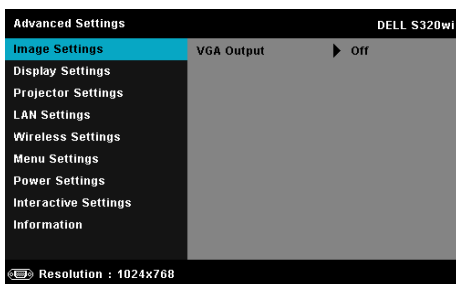 Advanced Settings DELL S320wi
Image Settings VGA Output Off
Display Settings
Projector Settings
LAN Settings
Wireless Settings
Menu Settings
Power Settings
Interactive Settings
Information
Resolution : 1024x768